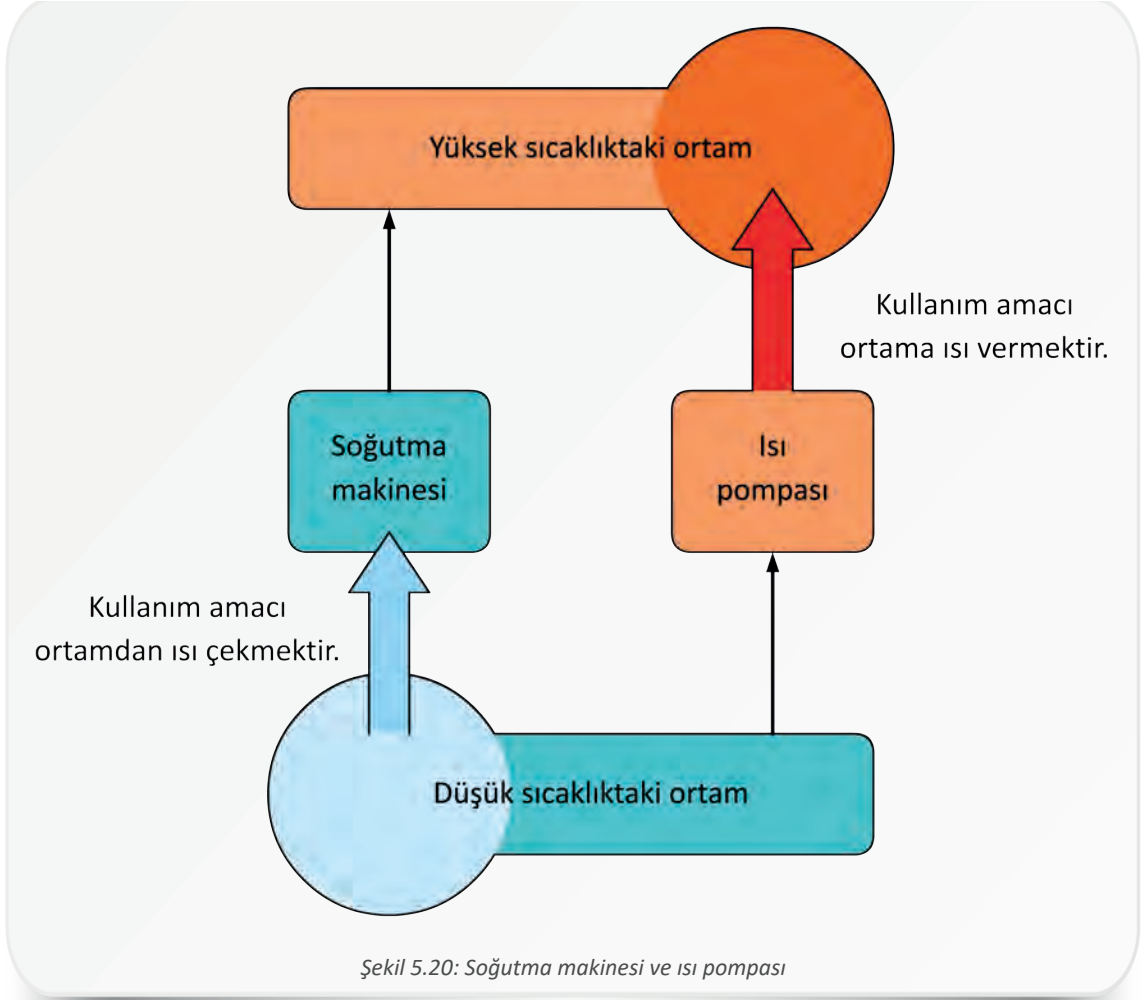 Yüksek sıcaklıktaki ortam
Kullanım amacı
ortama ısı vermektir.
Soğutma
makinesi
Isı
pompası
Kullanım amacı
ortamdan ısı çekmektir.
Düşük sıcaklıktaki ortam
Şekil 5.20: Soğutma makinesi ve ısı pompası